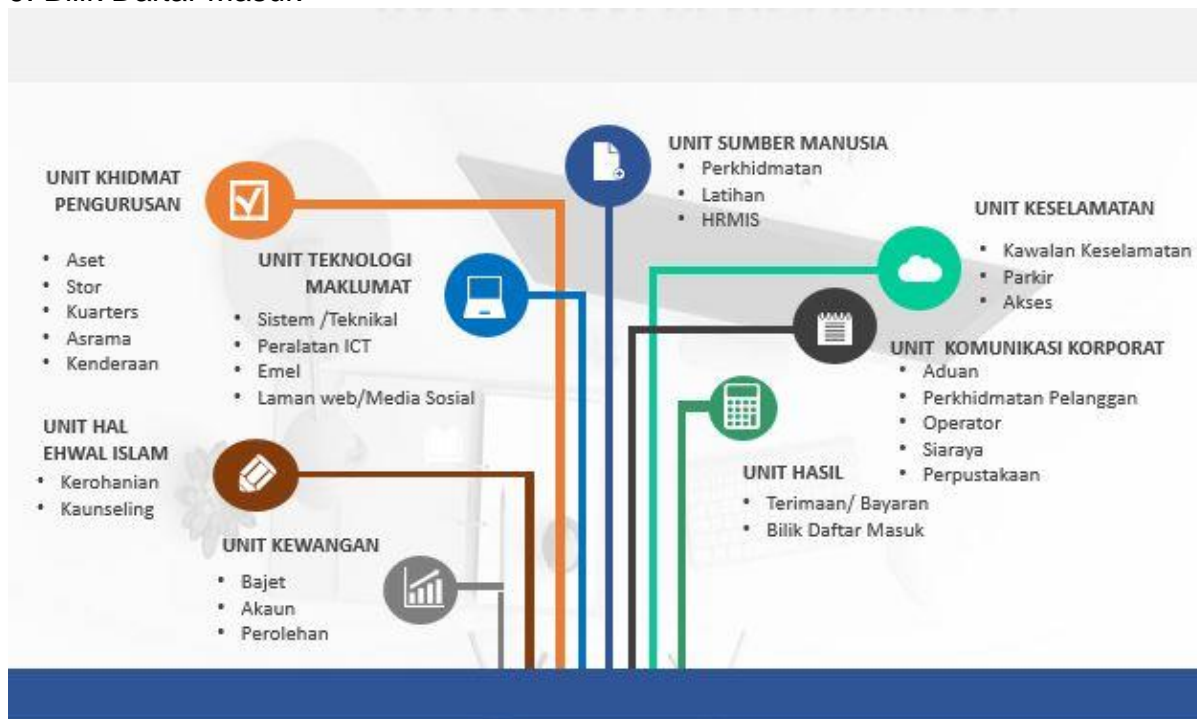 UNIT SUMBER MANUSIA
• Perkhidmatan
• Latihan
• HRMIS
UNIT KHIDMAT
PENGURUSAN
• Aset
• Stor
• Kuarters
• Asrama
• Kenderaan
UNIT TEKNOLOGI
MAKLUMAT
• Sistem /Teknikal
• Peralatan ICT
• Emel
• Laman web/Media Sosial
UNIT KESELAMATAN
• Kawalan Keselamatan
• Parkir
• Akses
UNIT KOMUNIKASI KORPORAT
• Aduan
• Perkhidmatan Pelanggan
• Operator
• Siaraya
• Perpustakaan
UNIT HAL
EHWAL ISLAM
• Kerohanian
• Kaunseling
UNIT HASIL
• Terimaan/ Bayaran
• Bilik Daftar Masuk
UNIT KEWANGAN
• Bajet
• Akaun
• Perolehan